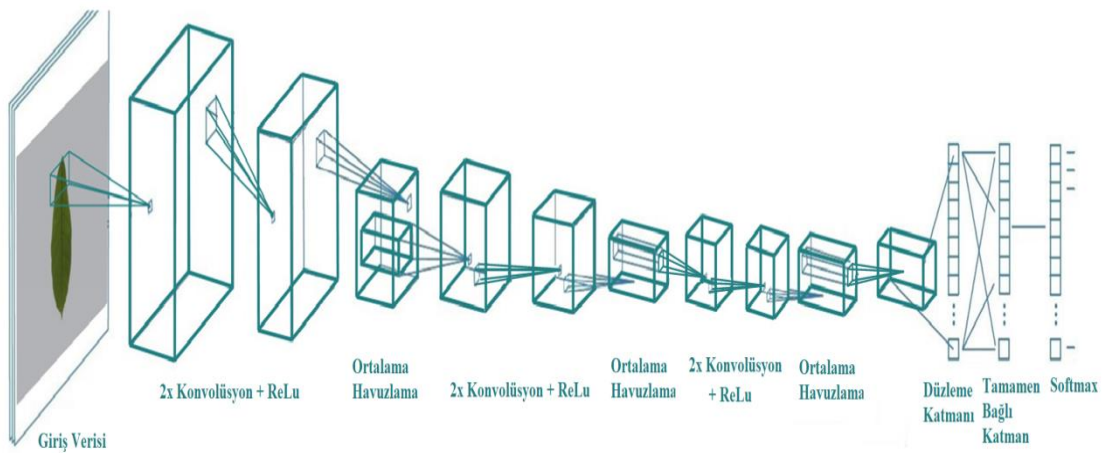 Giriş Verisi
2x Konvolüsyon + ReLu
Ortalama
Havuzlama
2x Konvolüsyon + ReLu
Ortalama
Havuzlama
2x Konvolüsyon
+ ReLu
Ortalama
Havuzlama
Düzleme
Katmanı
Tamamen
Bağlı
Katman
Softmax